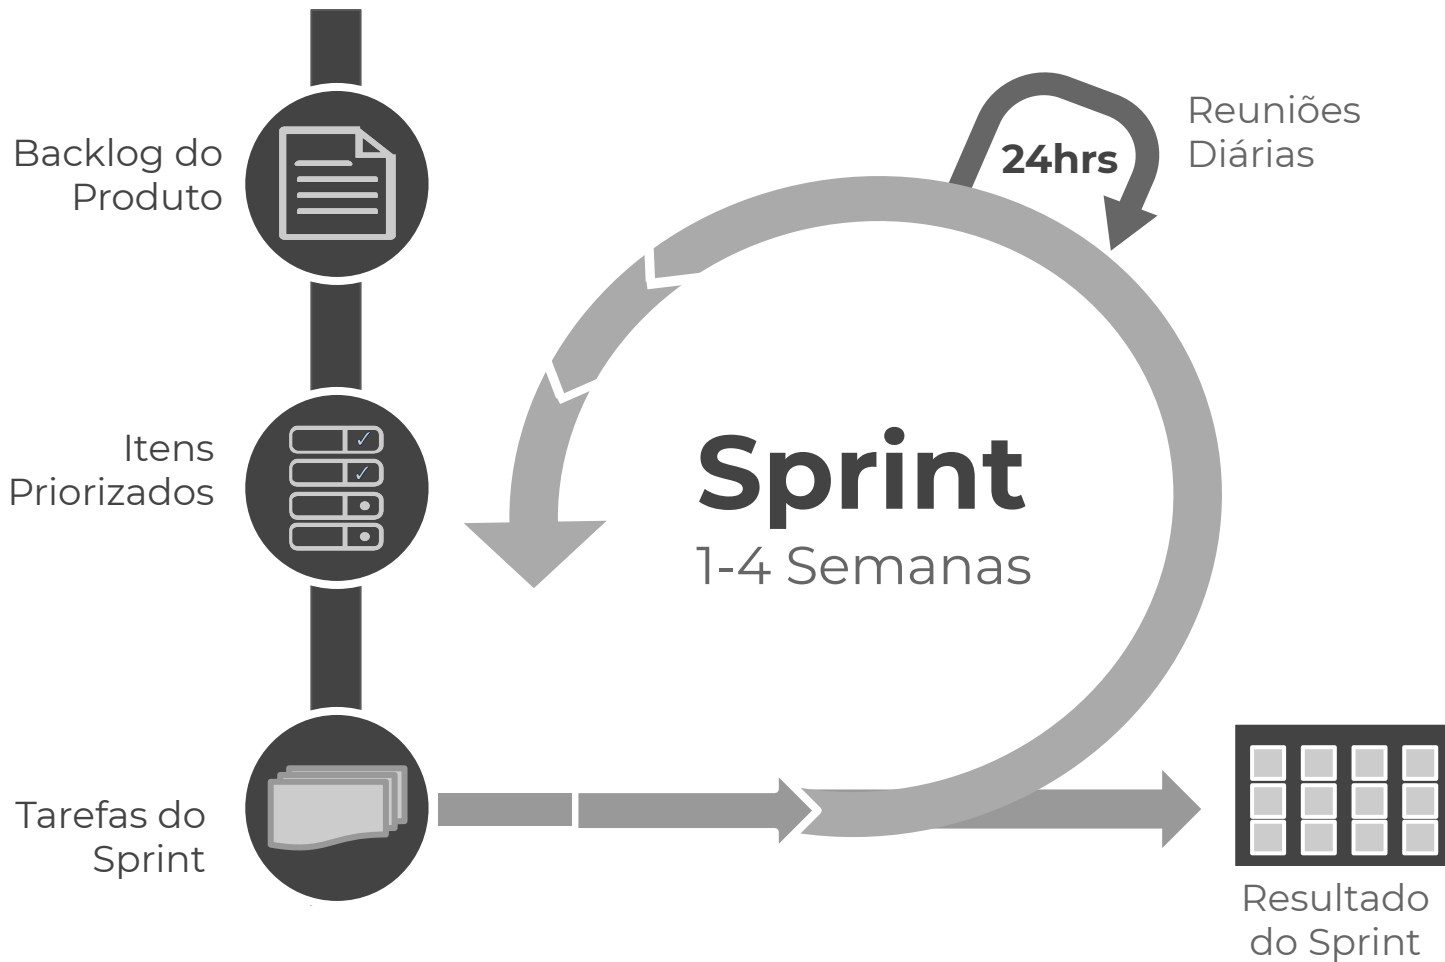 Backlog do
Produto
Itens
Priorizados
Tarefas do
Sprint
24hrs
Reuniões
Diárias
Sprint
1-4 Semanas
Resultado
do Sprint